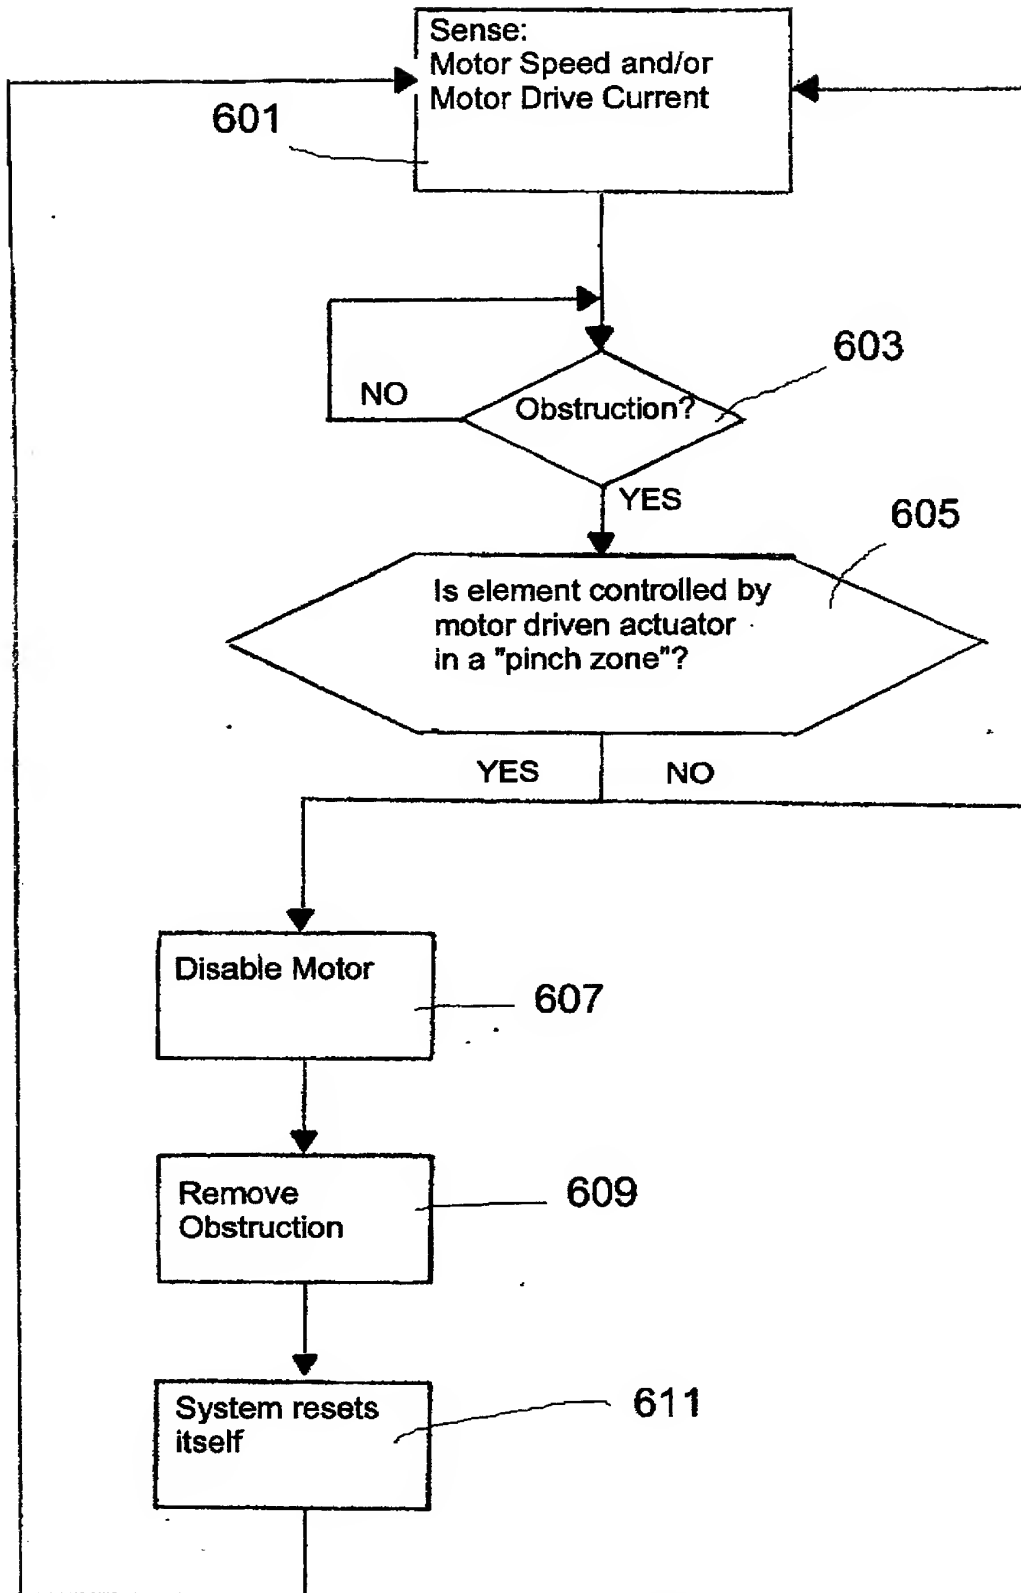 Sense:
Motor Speed and/or
Motor Drive Current
601
603
NO
Obstruction?
YES
605
Is element controlled by
motor driven actuator
in a "pinch zone"?
YES
NO
Disable Motor
607
Remove
Obstruction
609
System resets
itself
611